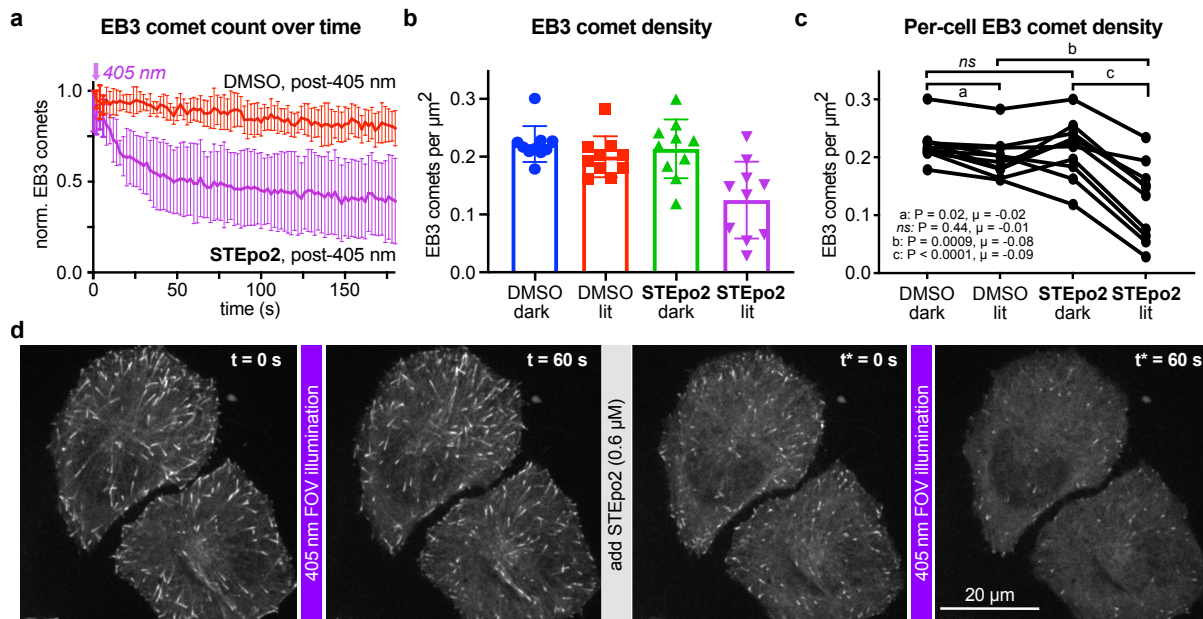 a
EB3 comet count over time
405 nm
DMSO, post-405 nm
norm. EB3 comets
1.0
0.5
0.0
STEpo2, post-405 nm
0
50
100
150
time (s)
b
EB3 comet density
EB3 comets per µm2
0.3
0.2
0.1
0.0
DMSO dark
DMSO lit
STEpo2 dark
STEpo2 lit
c
Per-cell EB3 comet density
b
ns
c
a
EB3 comets per µm2
0.3
0.2
0.1
0.0
a: P = 0.02, µ = -0.02
ns: P = 0.44, µ = -0.01
b: P = 0.0009, µ = -0.08
c: P < 0.0001, µ = -0.09
DMSO dark
DMSO lit
STEpo2 dark
STEpo2 lit
d
t = 0 s
405 nm FOV illumination
t = 60 s
add STEpo2 (0.6 µM)
t* = 0 s
405 nm FOV illumination
t* = 60 s
20 µm